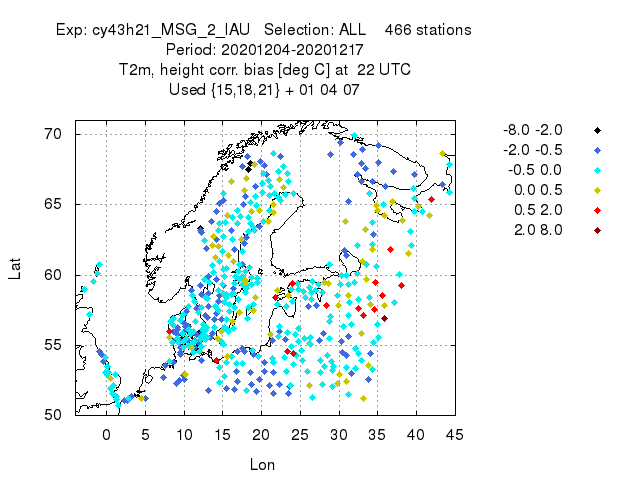 Exp: cy43h21_MSG_2_IAU Selection: ALL 466 stations
Period: 20201204-20201217
T2m, height corr. bias [deg C] at 22 UTC
Used {15,18,21} + 01 04 07
70
65
60
55
50
Lat
0 5 10 15 20 25 30 35 40 45
Lon
-8.0 -2.0
-2.0 -0.5
-0.5 0.0
0.0 0.5
0.5 2.0
2.0 8.0